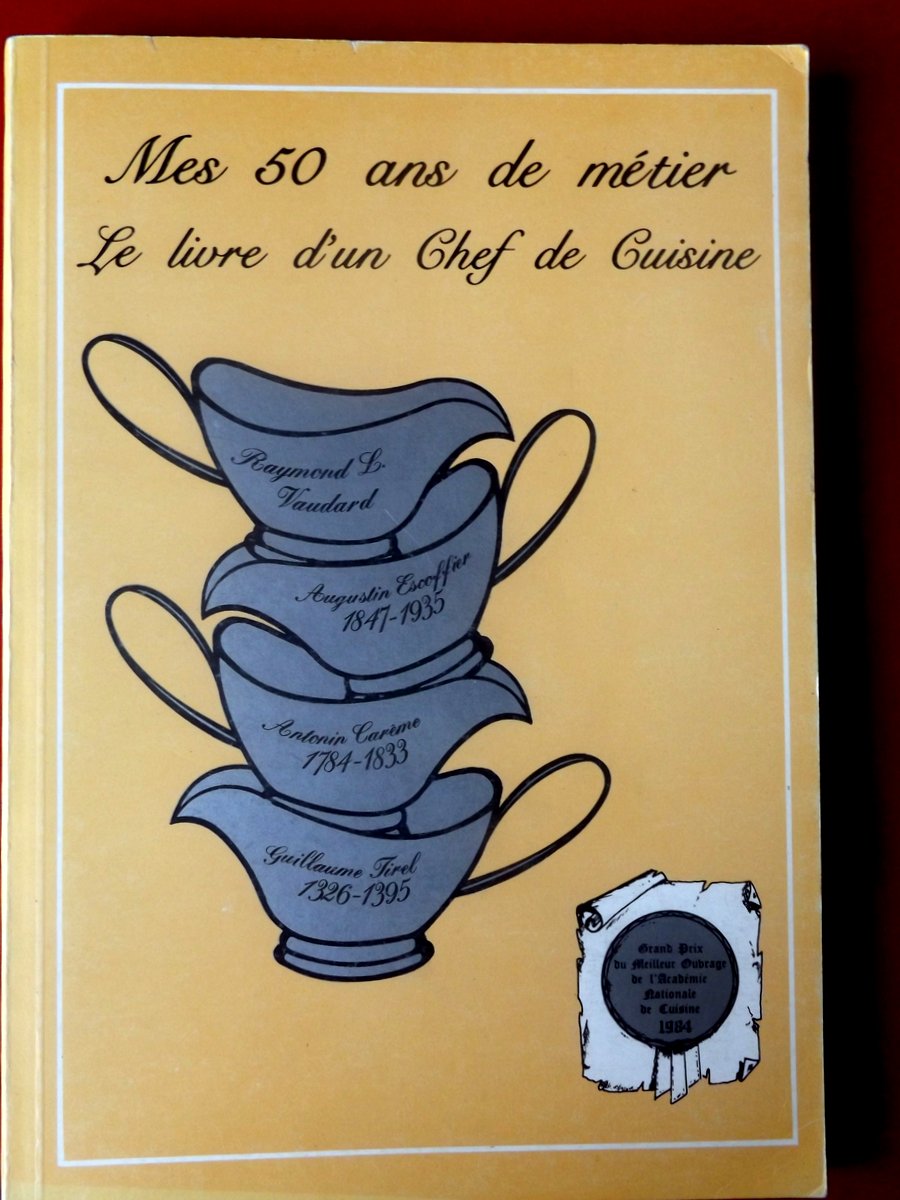 Mes 50 ans de métier
Le livre d'un Chef de Cuisine
Raymond L.
Vaudard
Augustin Escoffier
1847-1935
Antonin Carème
1784-1833
Guillaume Tirel
1326-1395
Grand Prix
du Meilleur Ouvrage
de l'Académie
Nationale
de Cuisine
1984